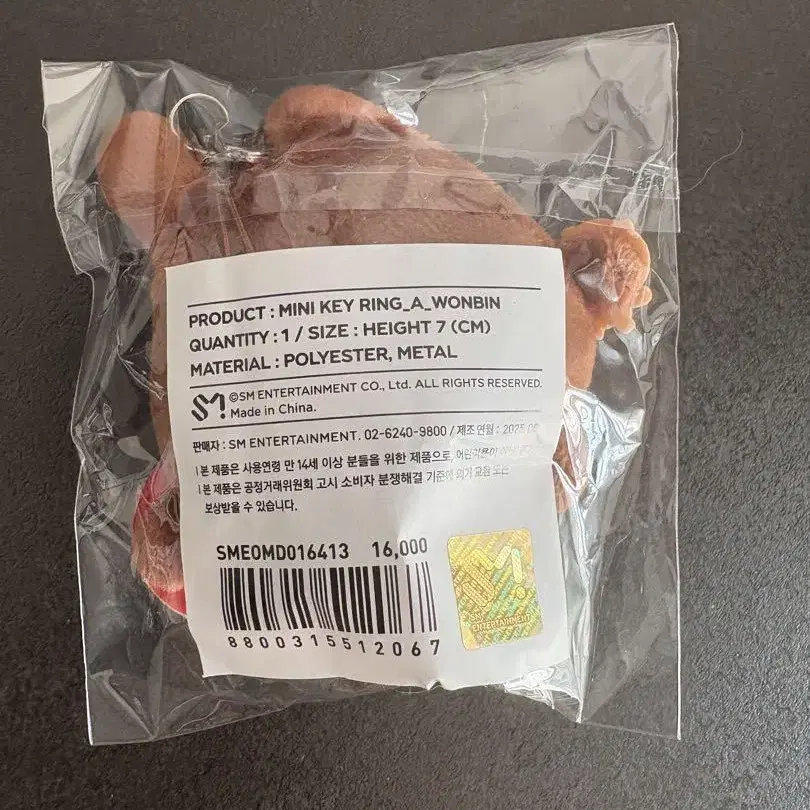 PRODUCT : MINI KEY RING_A_WONBIN
QUANTITY : 1 / SIZE : HEIGHT 7 (CM)
MATERIAL : POLYESTER, METAL
SM ©SM ENTERTAINMENT CO., Ltd. ALL RIGHTS RESERVED.
Made in China.
판매자 : SM ENTERTAINMENT. 02-6240-9800 / 제조연월 : 2025
본 제품은 사용연령 만 14세 이상 분들을 위한 제품으로,
본 제품은 공정거래위원회 고시 소비자 분쟁해결 기준에 의거 교환 또는
보상받을 수 있습니다.
SME0MD016413 16,000
8800315512067
SM
ENTERTAINMENT